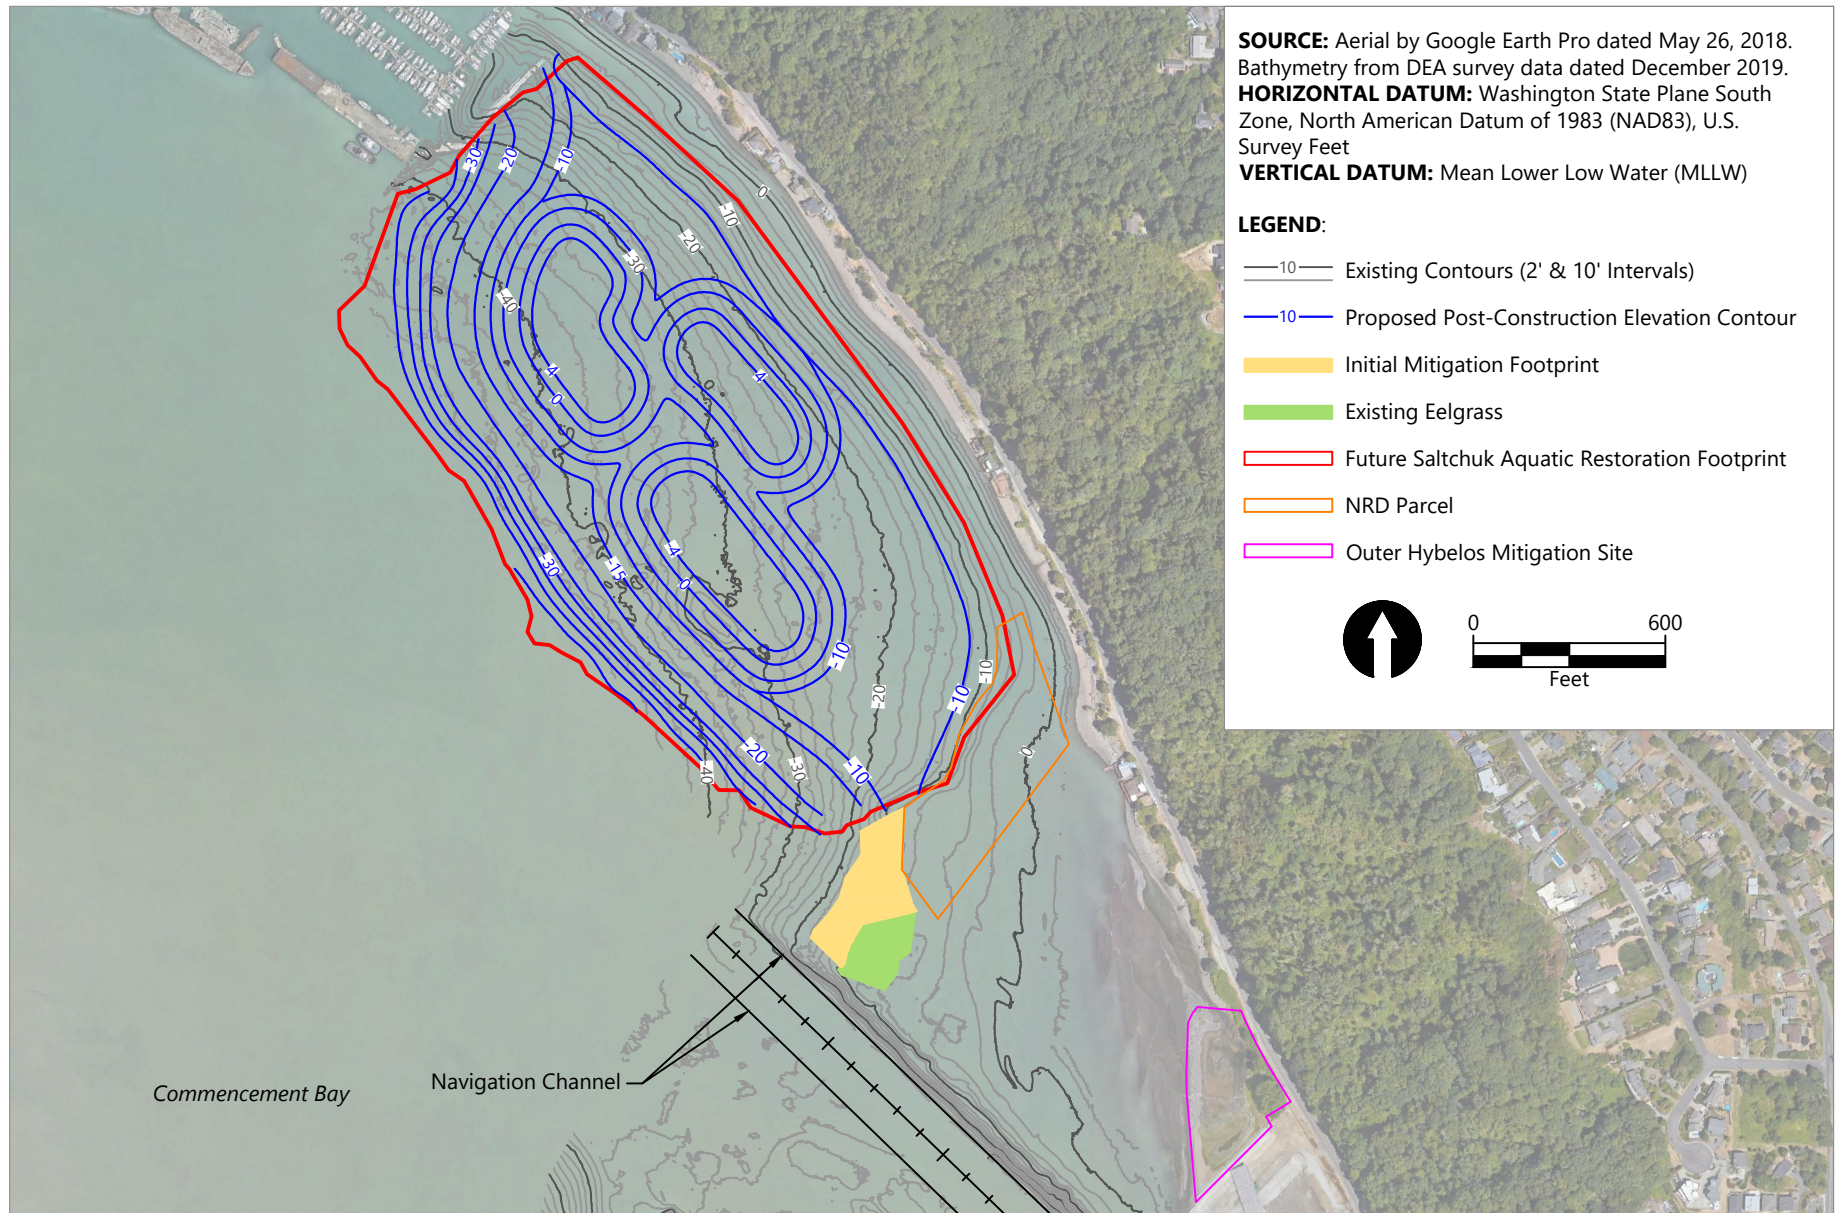 SOURCE: Aerial by Google Earth Pro dated May 26, 2018.
Bathymetry from DEA survey data dated December 2019.
HORIZONTAL DATUM: Washington State Plane South
Zone, North American Datum of 1983 (NAD83), U.S.
Survey Feet
VERTICAL DATUM: Mean Lower Low Water (MLLW)
LEGEND:
10 Existing Contours (2' & 10' Intervals)
10 Proposed Post-Construction Elevation Contour
Initial Mitigation Footprint
Existing Eelgrass
Future Saltchuk Aquatic Restoration Footprint
NRD Parcel
Outer Hybelos Mitigation Site
0 600
Feet
-30
-20
-10
0
-10
-20
-30
-40
-4
0
4
-30
-15
-4
0
-10
-10
-20
-10
-20
-10
-30
-40
0
Navigation Channel
Commencement Bay